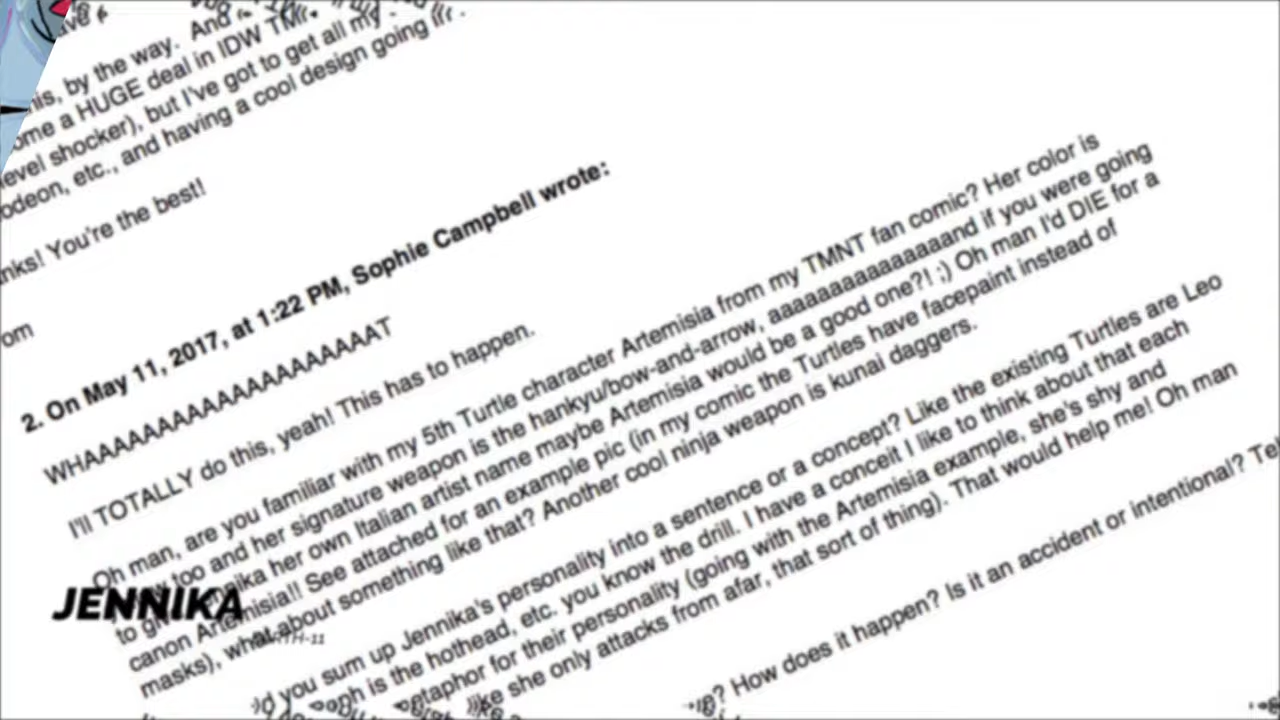 his, by the way. And
ome a HUGE deal in IDW
level shocker), but I've got to get all my
odeon, etc., and having a cool design going
nks! You're the best!
om
2. On May 11, 2017, at 1:22 PM, Sophie Campbell wrote:
WHAAAAAAAAAAAAAAAAAAT
I'll TOTALLY do this, yeah! This has to happen.
Oh man, are you familiar with my 5th Turtle character Artemisia from my TMNT fan comic? Her color is
too and her signature weapon is the hankyu/bow-and-arrow, aaaaaaaaaaaaaaaand if you were going
to give her own Italian artist name maybe Artemisia would be a good one?! ;) Oh man I'd DIE for a
canon Artemisia!! See attached for an example pic (in my comic the Turtles have facepaint instead of
masks), what about something like that? Another cool ninja weapon is kunai daggers.
you sum up Jennika's personality into a sentence or a concept? Like the existing Turtles are Leo
is the hothead, etc. you know the drill. I have a conceit I like to think about that each
for their personality (going with the Artemisia example, she's shy and
like she only attacks from afar, that sort of thing). That would help me! Oh man
? How does it happen? Is it an accident or intentional?
JENNIKA